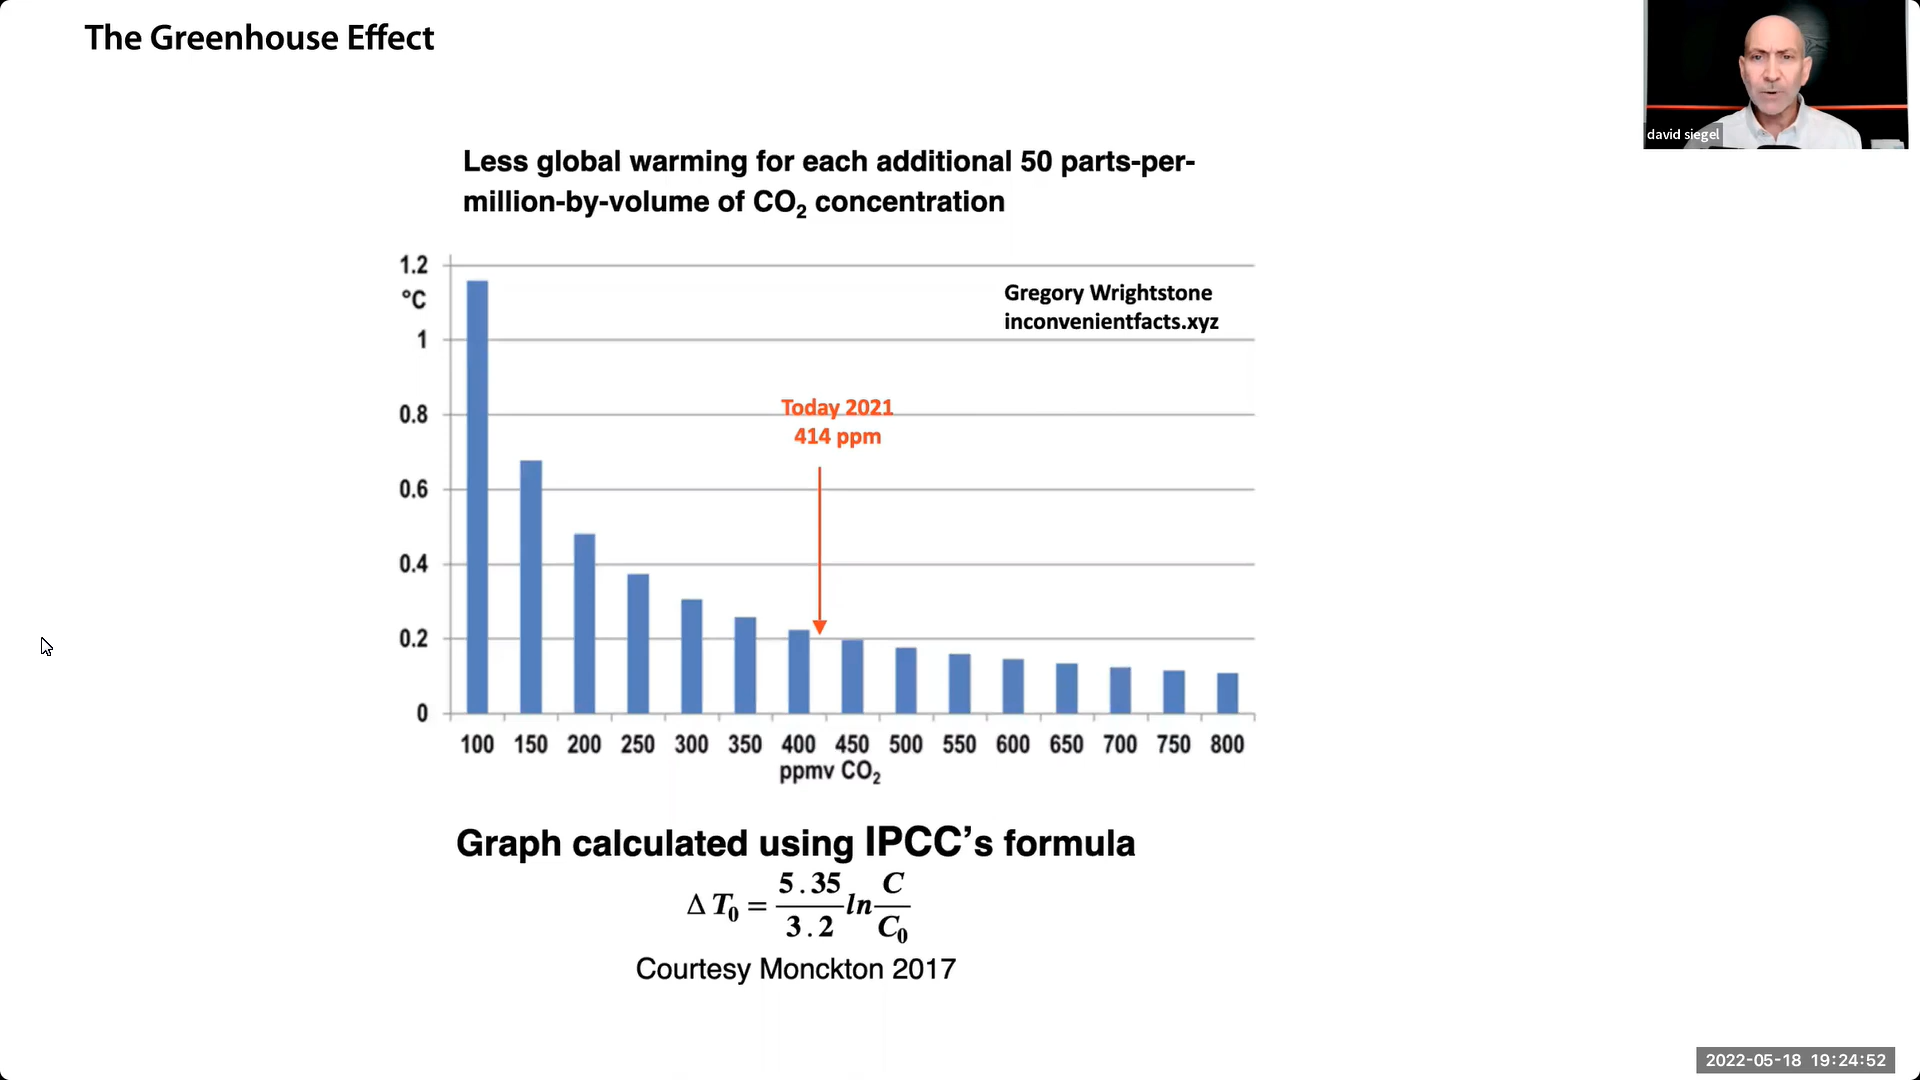 The Greenhouse Effect
david siegel
Less global warming for each additional 50 parts-per-
million-by-volume of CO₂ concentration
1.2
°C
1
0.8
0.6
0.4
0.2
0
Gregory Wrightstone
inconvenientfacts.xyz
Today 2021
414 ppm
100 150 200 250 300 350 400 450 500 550 600 650 700 750 800
ppmv CO₂
Graph calculated using IPCC's formula
Δ T₀ = 5.35/3.2 ln C/C₀
Courtesy Monckton 2017
2022-05-18 19:24:52